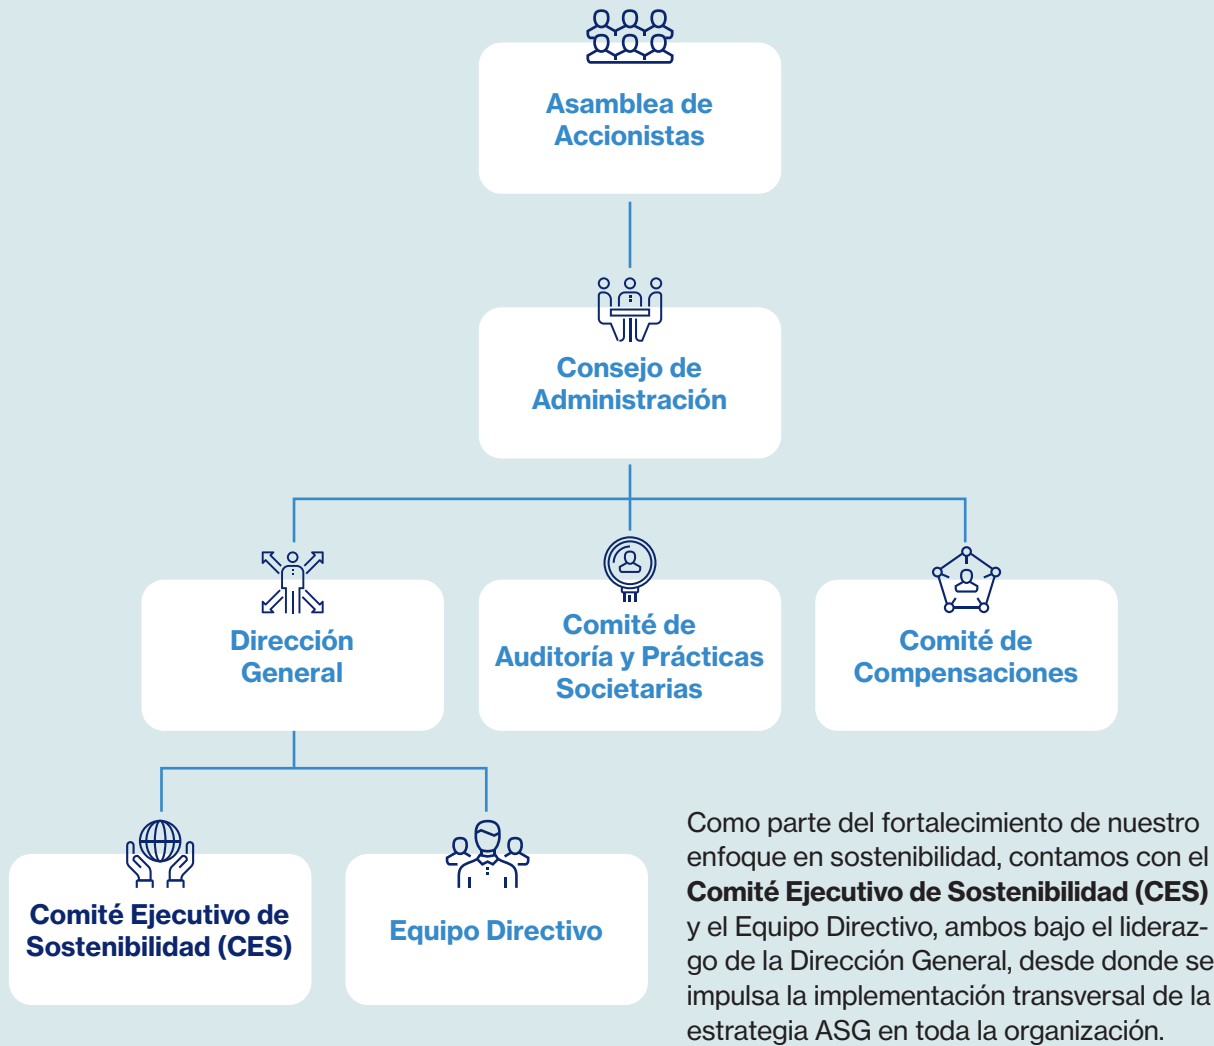 Asamblea de
Accionistas
Consejo de
Administración
Dirección
General
Comité de
Auditoría y Prácticas
Societarias
Comité de
Compensaciones
Comité Ejecutivo de
Sostenibilidad (CES)
Equipo Directivo
Como parte del fortalecimiento de nuestro
enfoque en sostenibilidad, contamos con el
Comité Ejecutivo de Sostenibilidad (CES)
y el Equipo Directivo, ambos bajo el lideraz-
go de la Dirección General, desde donde se
impulsa la implementación transversal de la
estrategia ASG en toda la organización.